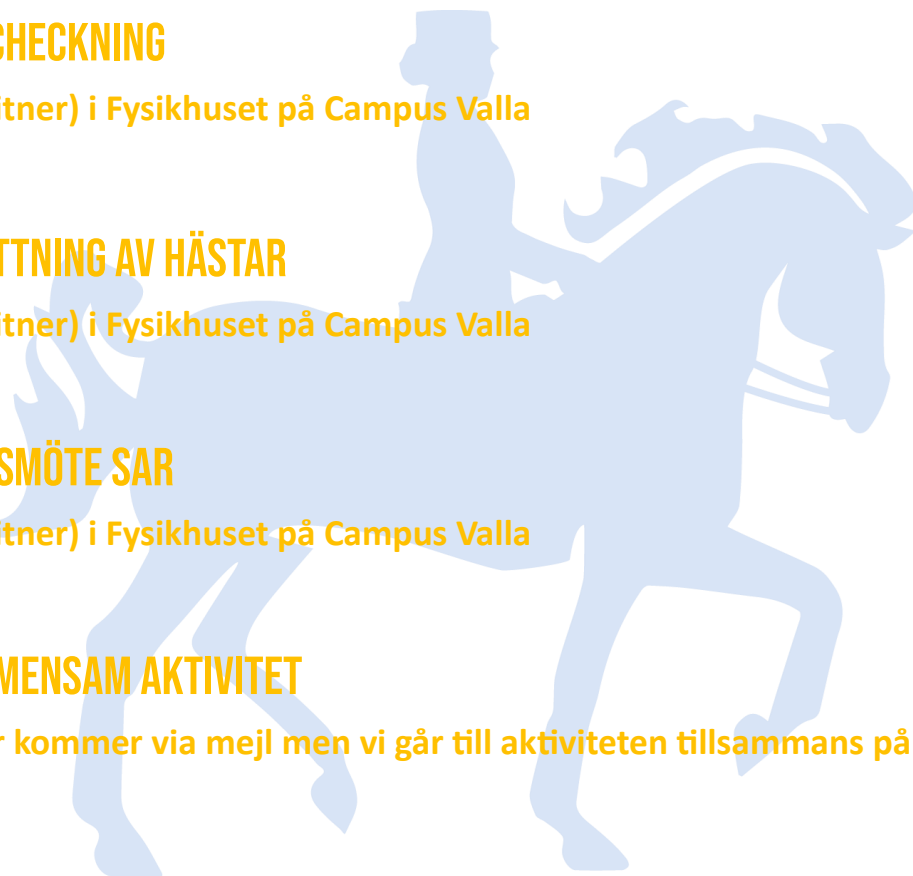 CHECKNING
itner) i Fysikhuset på Campus Valla
TTNING AV HÄSTAR
itner) i Fysikhuset på Campus Valla
SMÖTE SAR
itner) i Fysikhuset på Campus Valla
MENSAM AKTIVITET
r kommer via mejl men vi går till aktiviteten tillsammans på